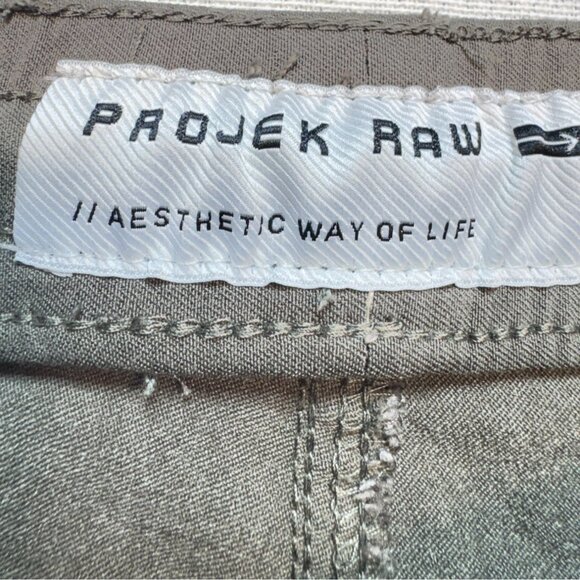 PROJEK RAW
// AESTHETIC WAY OF LIFE